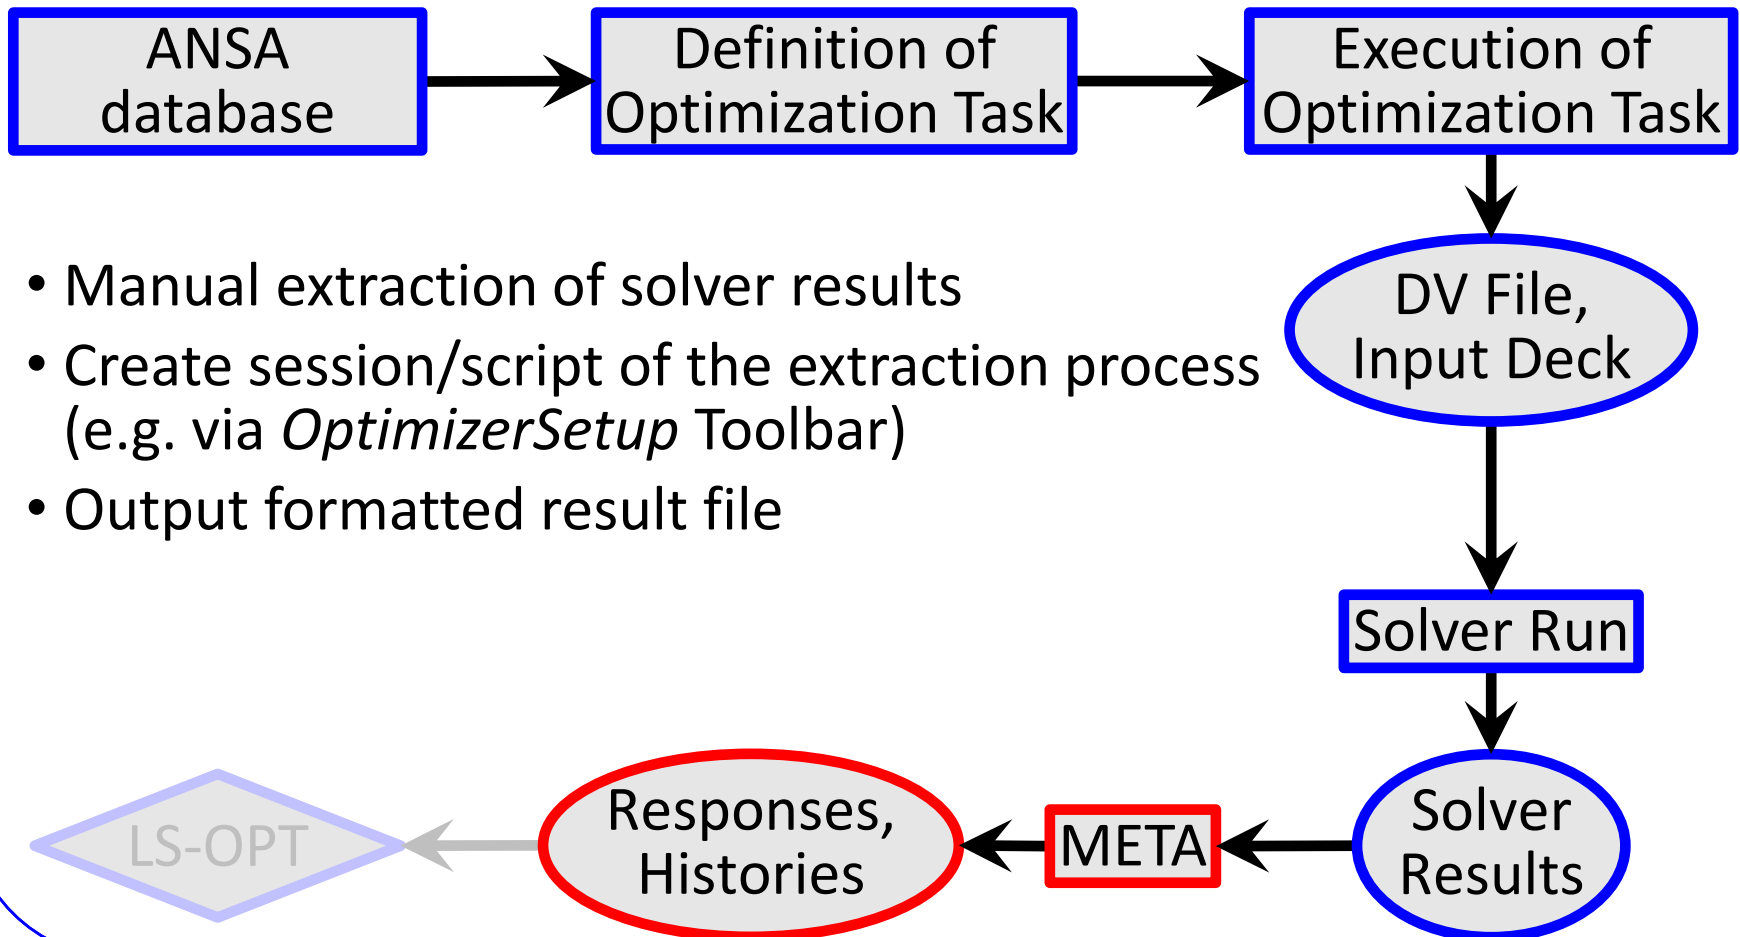 ANSA
database
Definition of
Optimization Task
Execution of
Optimization Task
• Manual extraction of solver results
• Create session/script of the extraction process
(e.g. via OptimizerSetup Toolbar)
• Output formatted result file
DV File,
Input Deck
Solver Run
Solver
Results
META
Responses,
Histories
LS-OPT